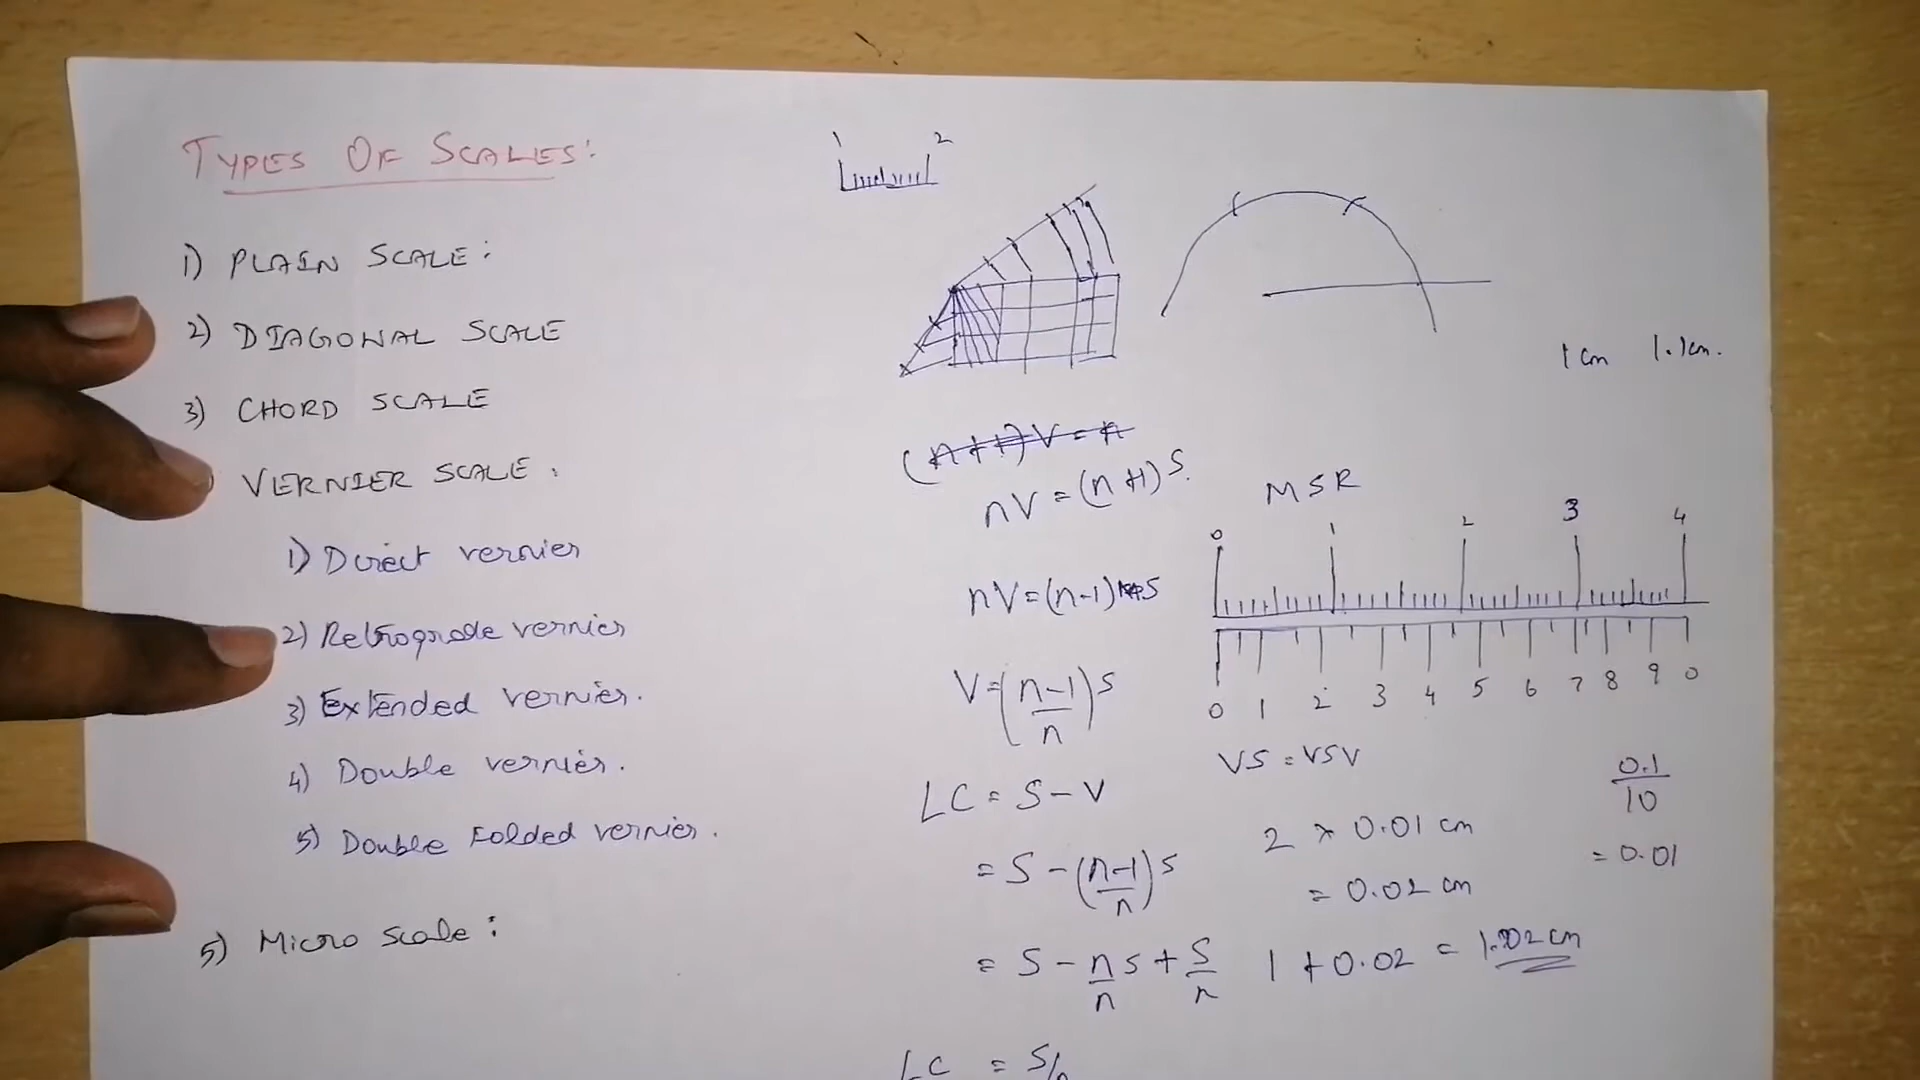 TYPES OF SCALES:
1) PLAIN SCALE:
2) DIAGONAL SCALE
3) CHORD SCALE
VERNIER SCALE:
1) Direct vernier
2) Retrograde vernier
3) Extended vernier.
4) Double vernier.
5) Double Folded vernier.
5) Micro scale:
1 2
1 cm 1.1cm.
(n+1)V = n
nV = (n+1)S.
nV = (n-1)S
V = (n-1/n)S
LC = S - V
= S - (n-1/n)S
= S - n/n S + S/n
LC = S/n
MSR
0 1 2 3 4
0 1 2 3 4 5 6 7 8 9 0
VS = VSV
2 × 0.01 cm
= 0.02 cm
1 + 0.02 = 1.02 cm
0.1/10
= 0.01